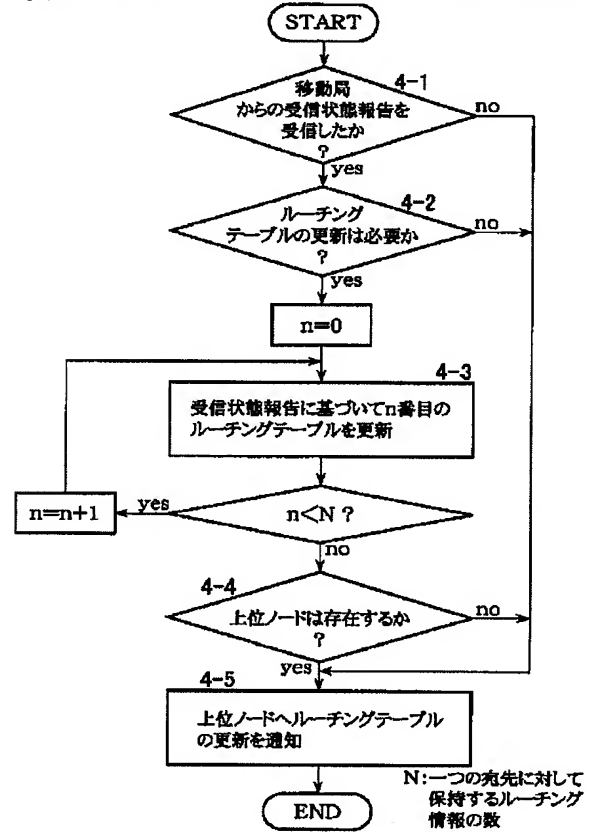 START
4-1
移動局
からの受信状態報告を
受信したか
?
no
yes
4-2
ルーチング
テーブルの更新は必要か
?
no
yes
n=0
4-3
受信状態報告に基づいてn番目の
ルーチングテーブルを更新
n<N ?
yes
n=n+1
no
4-4
上位ノードは存在するか
?
no
yes
4-5
上位ノードへルーチングテーブル
の更新を通知
END
N:一つの宛先に対して
保持するルーチング
情報の数